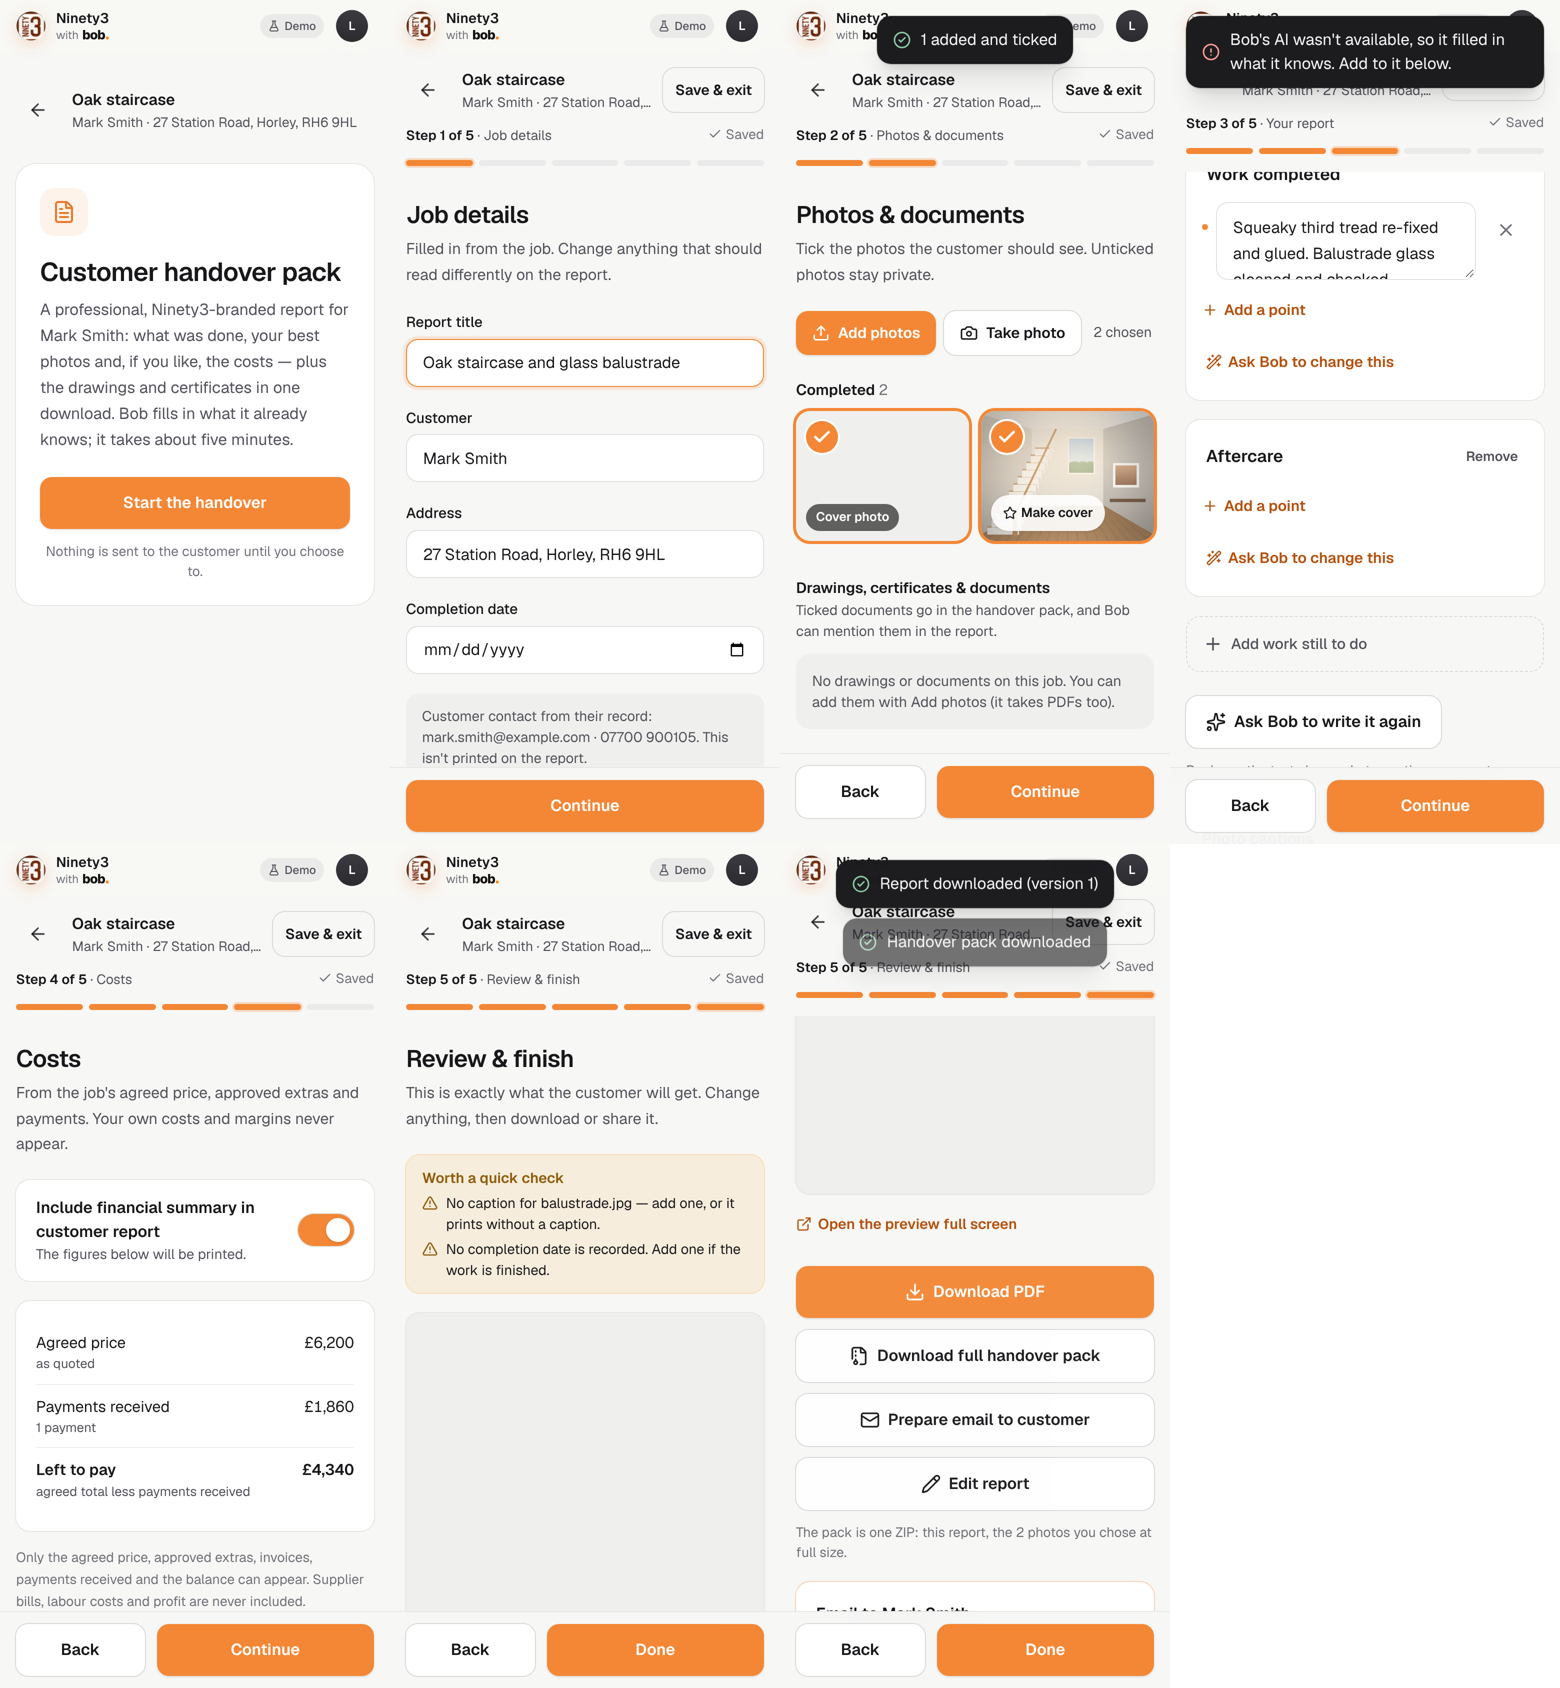 Ninety3
with bob.
Demo
L
Oak staircase
Mark Smith · 27 Station Road, Horley, RH6 9HL
Customer handover pack
A professional, Ninety3-branded report for
Mark Smith: what was done, your best
photos and, if you like, the costs — plus
the drawings and certificates in one
download. Bob fills in what it already
knows; it takes about five minutes.
Start the handover
Nothing is sent to the customer until you choose
to.
Ninety3
with bob.
Demo
L
Oak staircase
Mark Smith · 27 Station Road,...
Save & exit
Step 1 of 5 · Job details
Saved
Job details
Filled in from the job. Change anything that should
read differently on the report.
Report title
Oak staircase and glass balustrade
Customer
Mark Smith
Address
27 Station Road, Horley, RH6 9HL
Completion date
mm/dd/yyyy
Customer contact from their record:
mark.smith@example.com · 07700 900105. This
isn't printed on the report.
Continue
Ninety3
with bo
emo
L
1 added and ticked
Oak staircase
Mark Smith · 27 Station Road,...
Save & exit
Step 2 of 5 · Photos & documents
Saved
Photos & documents
Tick the photos the customer should see. Unticked
photos stay private.
Add photos
Take photo
2 chosen
Completed 2
Cover photo
Make cover
Drawings, certificates & documents
Ticked documents go in the handover pack, and Bob
can mention them in the report.
No drawings or documents on this job. You can
add them with Add photos (it takes PDFs too).
Back
Continue
Bob's AI wasn't available, so it filled in
what it knows. Add to it below.
Mark Smith · 27 Station Road,...
Step 3 of 5 · Your report
Saved
Work completed
Squeaky third tread re-fixed
and glued. Balustrade glass
cleaned and checked
Add a point
Ask Bob to change this
Aftercare
Remove
Add a point
Ask Bob to change this
Add work still to do
Ask Bob to write it again
Back
Continue
Photo captions
Ninety3
with bob.
Demo
L
Oak staircase
Mark Smith · 27 Station Road,...
Save & exit
Step 4 of 5 · Costs
Saved
Costs
From the job's agreed price, approved extras and
payments. Your own costs and margins never
appear.
Include financial summary in
customer report
The figures below will be printed.
Agreed price
£6,200
as quoted
Payments received
£1,860
1 payment
Left to pay
£4,340
agreed total less payments received
Only the agreed price, approved extras, invoices,
payments received and the balance can appear. Supplier
bills, labour costs and profit are never included.
Back
Continue
Ninety3
with bob.
Demo
L
Oak staircase
Mark Smith · 27 Station Road,...
Save & exit
Step 5 of 5 · Review & finish
Saved
Review & finish
This is exactly what the customer will get. Change
anything, then download or share it.
Worth a quick check
No caption for balustrade.jpg — add one, or it
prints without a caption.
No completion date is recorded. Add one if the
work is finished.
Back
Done
Ninety3
L
Report downloaded (version 1)
Oak staircase
Mark Smith · 27 Station Road,...
Save & exit
Handover pack downloaded
Step 5 of 5 · Review & finish
Saved
Open the preview full screen
Download PDF
Download full handover pack
Prepare email to customer
Edit report
The pack is one ZIP: this report, the 2 photos you chose at
full size.
Email to Mark Smith
Back
Done